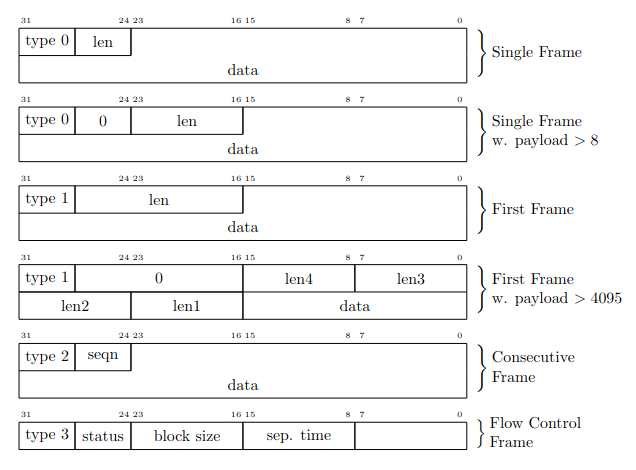 31 24 23 16 15 8 7 0
type 0 len
data
Single Frame
31 24 23 16 15 8 7 0
type 0 0 len
data
Single Frame
w. payload > 8
31 24 23 16 15 8 7 0
type 1 len
data
First Frame
31 24 23 16 15 8 7 0
type 1 0 len4 len3
len2 len1 data
First Frame
w. payload > 4095
31 24 23 16 15 8 7 0
type 2 seqn
data
Consecutive
Frame
31 24 23 16 15 8 7 0
type 3 status block size sep. time
Flow Control
Frame